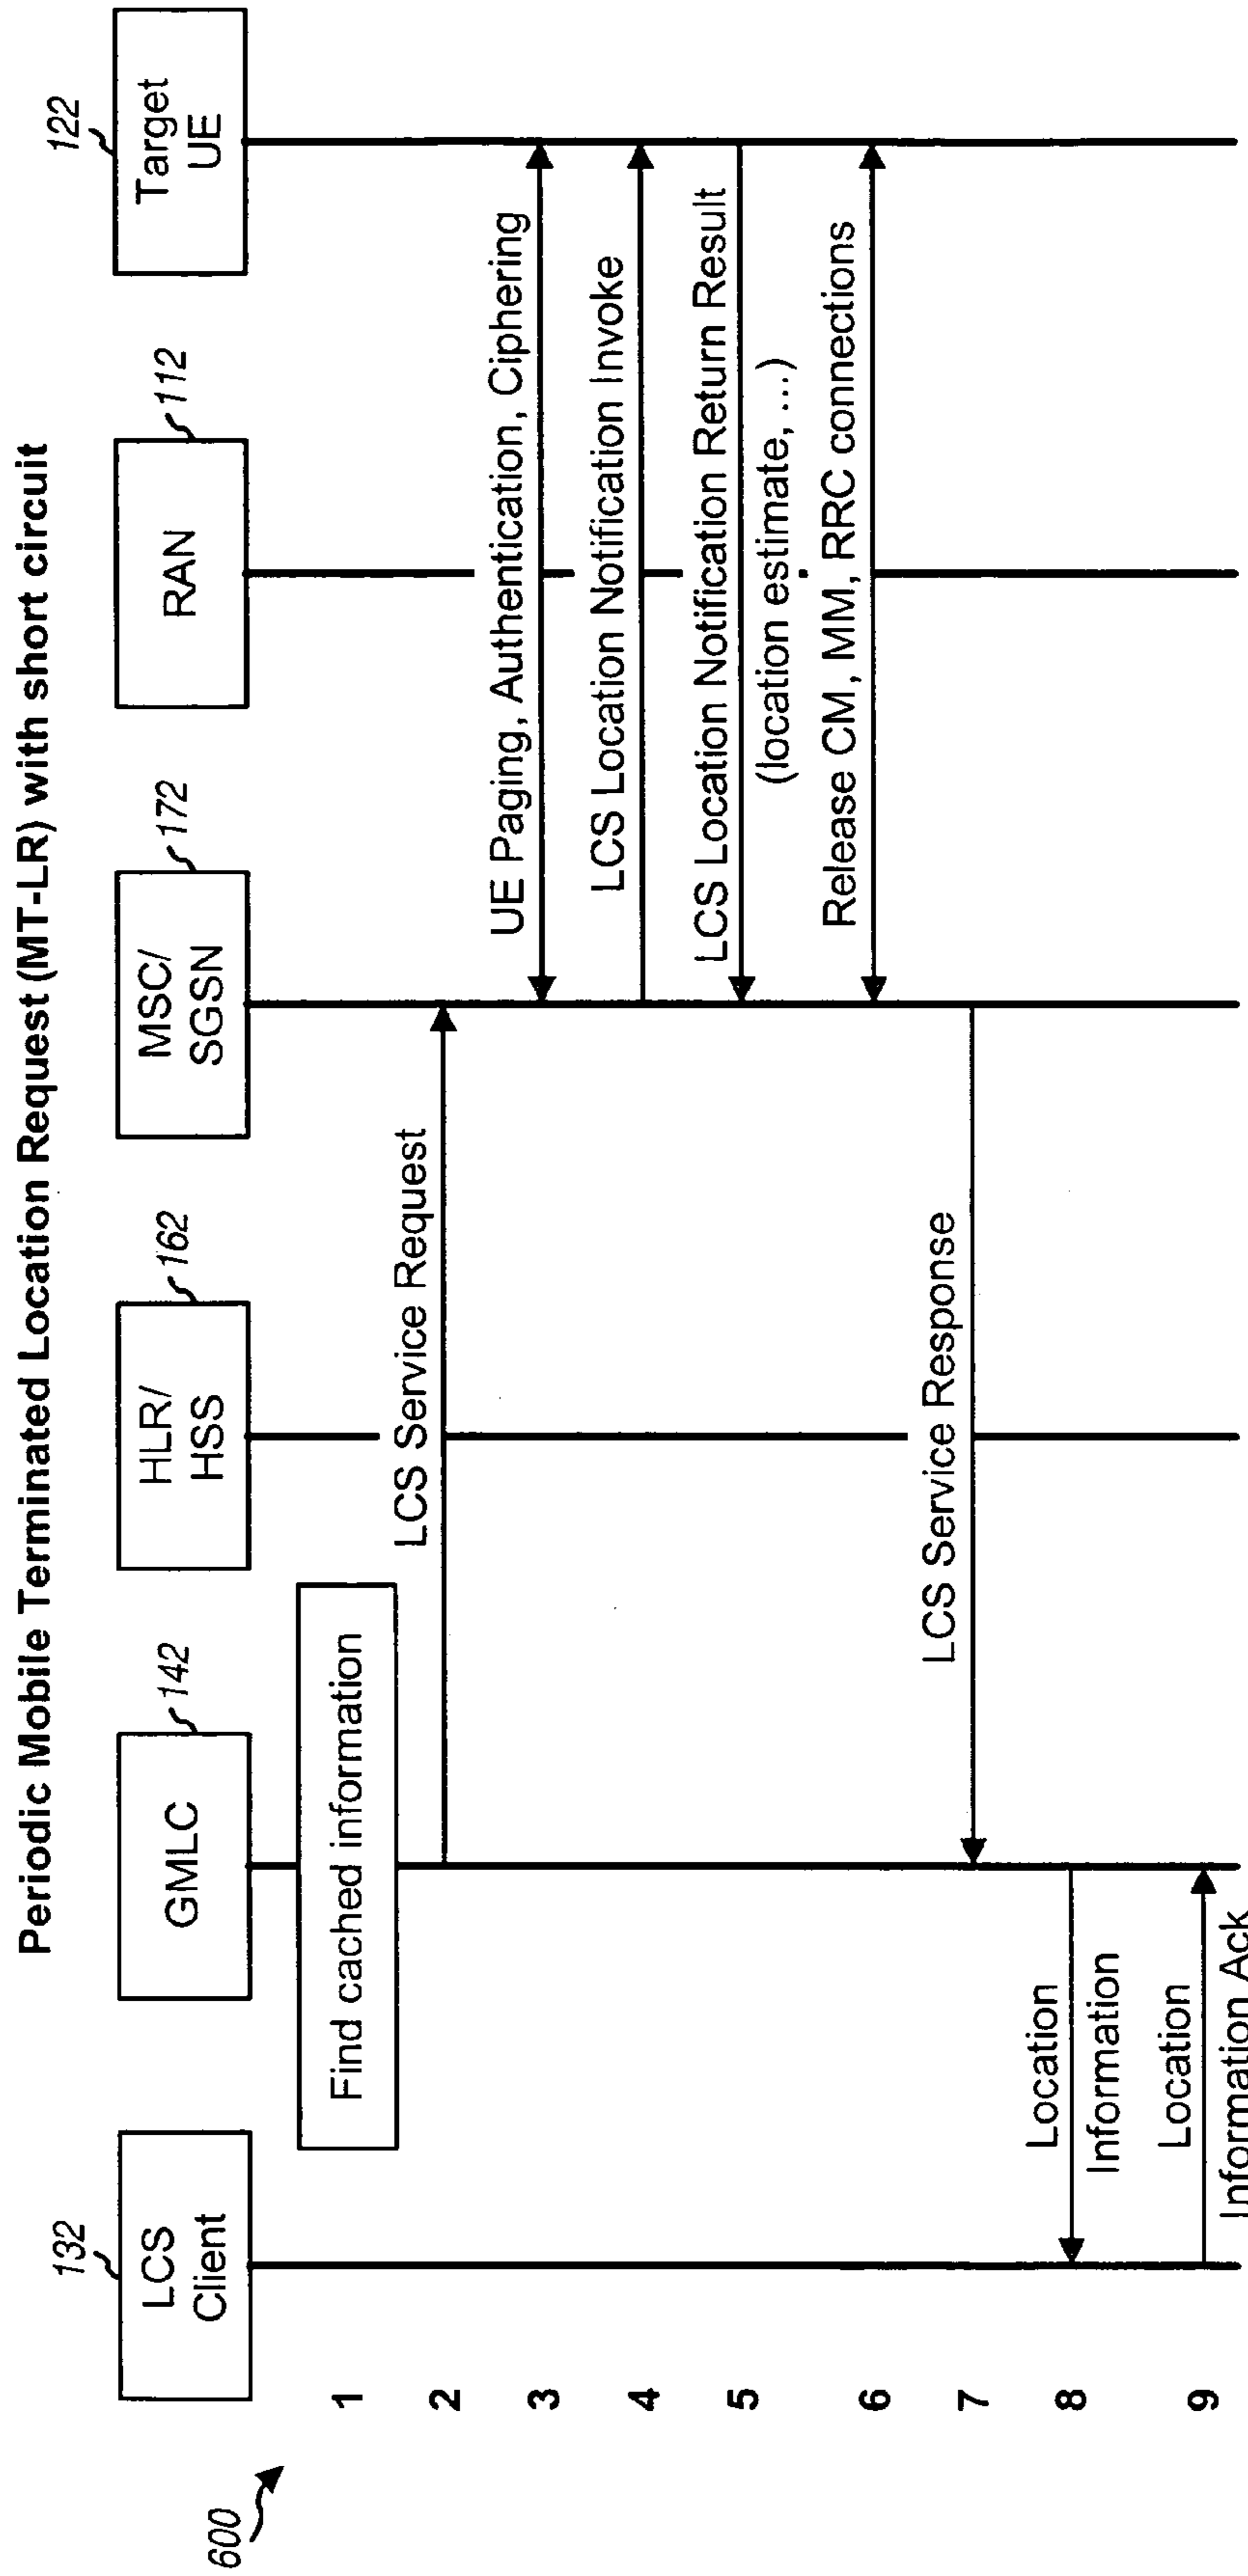 Periodic Mobile Terminated Location Request (MT-LR) with short circuit
600
132
LCS
Client
142
GMLC
162
HLR/
HSS
172
MSC/
SGSN
112
RAN
122
Target
UE
1
Find cached information
2
LCS Service Request
3
UE Paging, Authentication, Ciphering
4
LCS Location Notification Invoke
5
LCS Location Notification Return Result
(location estimate, ...)
6
Release CM, MM, RRC connections
7
LCS Service Response
8
Location
Information
9
Location
Information Ack